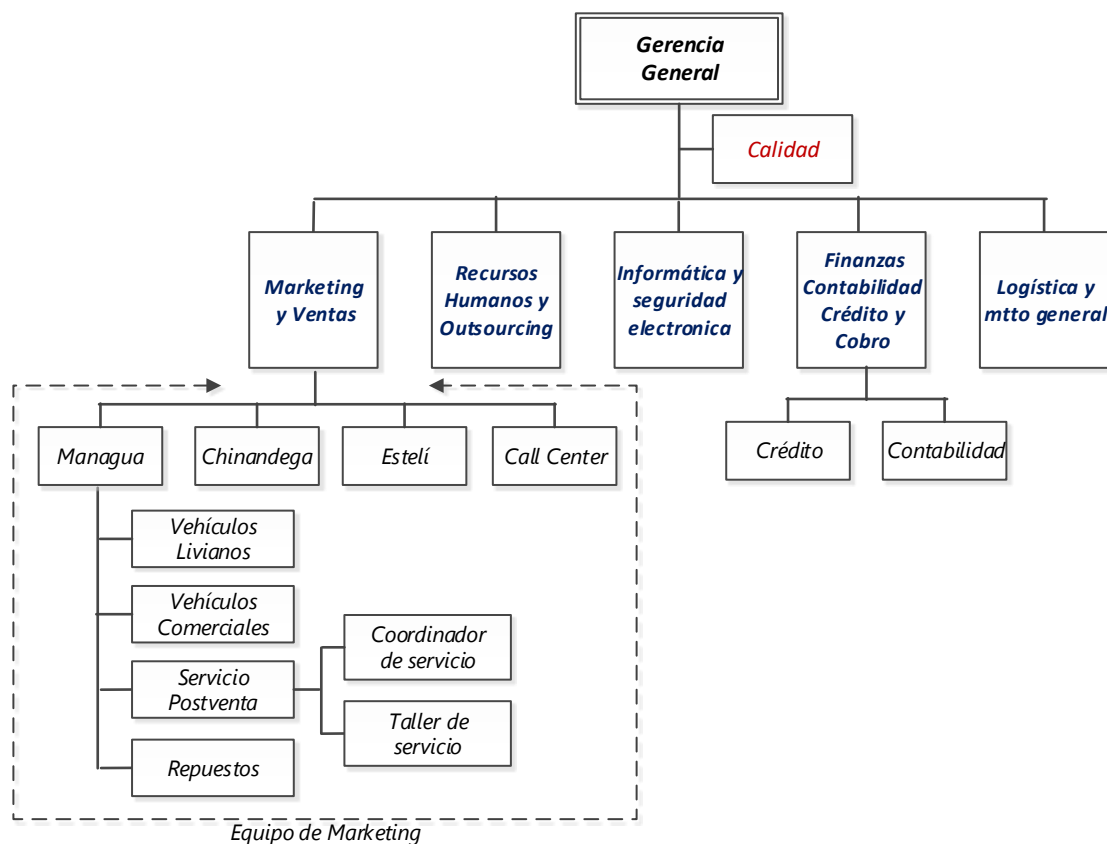 Gerencia
General
Calidad
Marketing
y Ventas
Recursos
Humanos y
Outsourcing
Informática y
seguridad
electronica
Finanzas
Contabilidad
Crédito y
Cobro
Logística y
mtto general
Managua
Chinandega
Estelí
Call Center
Crédito
Contabilidad
Vehículos
Livianos
Vehículos
Comerciales
Servicio
Postventa
Repuestos
Coordinador
de servicio
Taller de
servicio
Equipo de Marketing